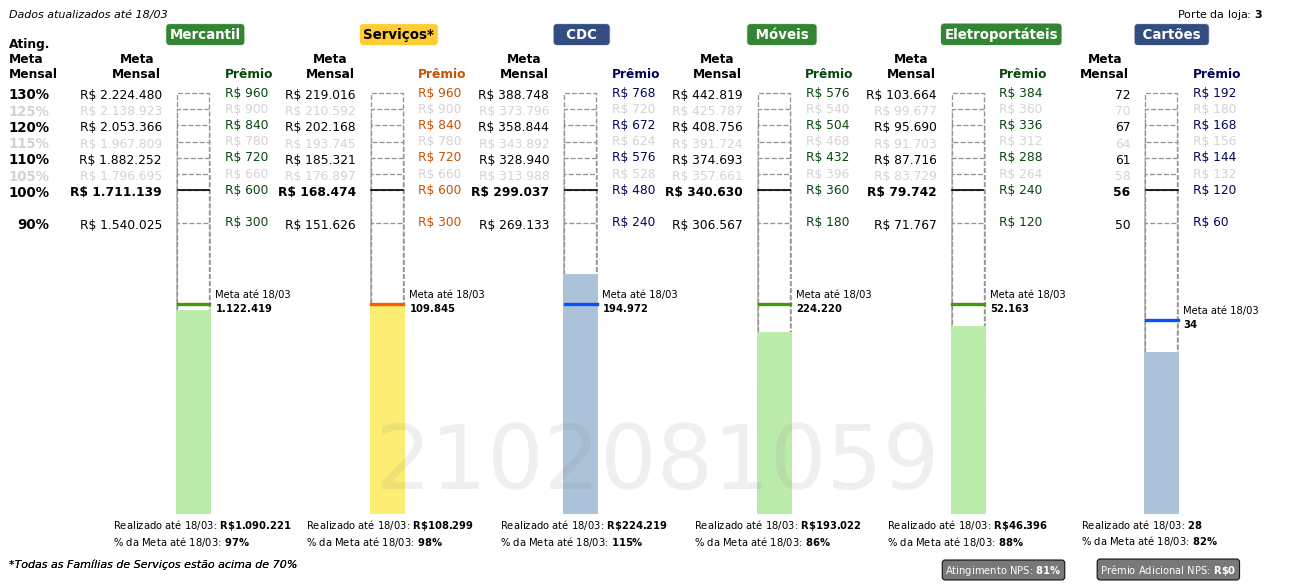 Dados atualizados até 18/03 Porte da loja: 3
Mercantil Serviços* CDC Móveis Eletroportáteis Cartões
Ating.
Meta Meta Meta Meta Meta Meta Meta
Mensal Mensal Prêmio Mensal Prêmio Mensal Prêmio Mensal Prêmio Mensal Prêmio Mensal Prêmio
130% R$ 2.224.480 R$ 960 R$ 219.016 R$ 960 R$ 388.748 R$ 768 R$ 442.819 R$ 576 R$ 103.664 R$ 384 72 R$ 192
125% R$ 2.138.923 R$ 900 R$ 210.592 R$ 900 R$ 373.796 R$ 720 R$ 425.787 R$ 540 R$ 99.677 R$ 360 70 R$ 180
120% R$ 2.053.366 R$ 840 R$ 202.168 R$ 840 R$ 358.844 R$ 672 R$ 408.756 R$ 504 R$ 95.690 R$ 336 67 R$ 168
115% R$ 1.967.809 R$ 780 R$ 193.745 R$ 780 R$ 343.892 R$ 624 R$ 391.724 R$ 468 R$ 91.703 R$ 312 64 R$ 156
110% R$ 1.882.252 R$ 720 R$ 185.321 R$ 720 R$ 328.940 R$ 576 R$ 374.693 R$ 432 R$ 87.716 R$ 288 61 R$ 144
105% R$ 1.796.695 R$ 660 R$ 176.897 R$ 660 R$ 313.988 R$ 528 R$ 357.661 R$ 396 R$ 83.729 R$ 264 58 R$ 132
100% R$ 1.711.139 R$ 600 R$ 168.474 R$ 600 R$ 299.037 R$ 480 R$ 340.630 R$ 360 R$ 79.742 R$ 240 56 R$ 120
90% R$ 1.540.025 R$ 300 R$ 151.626 R$ 300 R$ 269.133 R$ 240 R$ 306.567 R$ 180 R$ 71.767 R$ 120 50 R$ 60
Meta até 18/03 Meta até 18/03 Meta até 18/03 Meta até 18/03 Meta até 18/03 Meta até 18/03
1.122.419 109.845 194.972 224.220 52.163 34
2102081059
Realizado até 18/03: R$1.090.221 Realizado até 18/03: R$108.299 Realizado até 18/03: R$224.219 Realizado até 18/03: R$193.022 Realizado até 18/03: R$46.396 Realizado até 18/03: 28
% da Meta até 18/03: 97% % da Meta até 18/03: 98% % da Meta até 18/03: 115% % da Meta até 18/03: 86% % da Meta até 18/03: 88% % da Meta até 18/03: 82%
*Todas as Famílias de Serviços estão acima de 70% Atingimento NPS: 81% Prêmio Adicional NPS: R$0